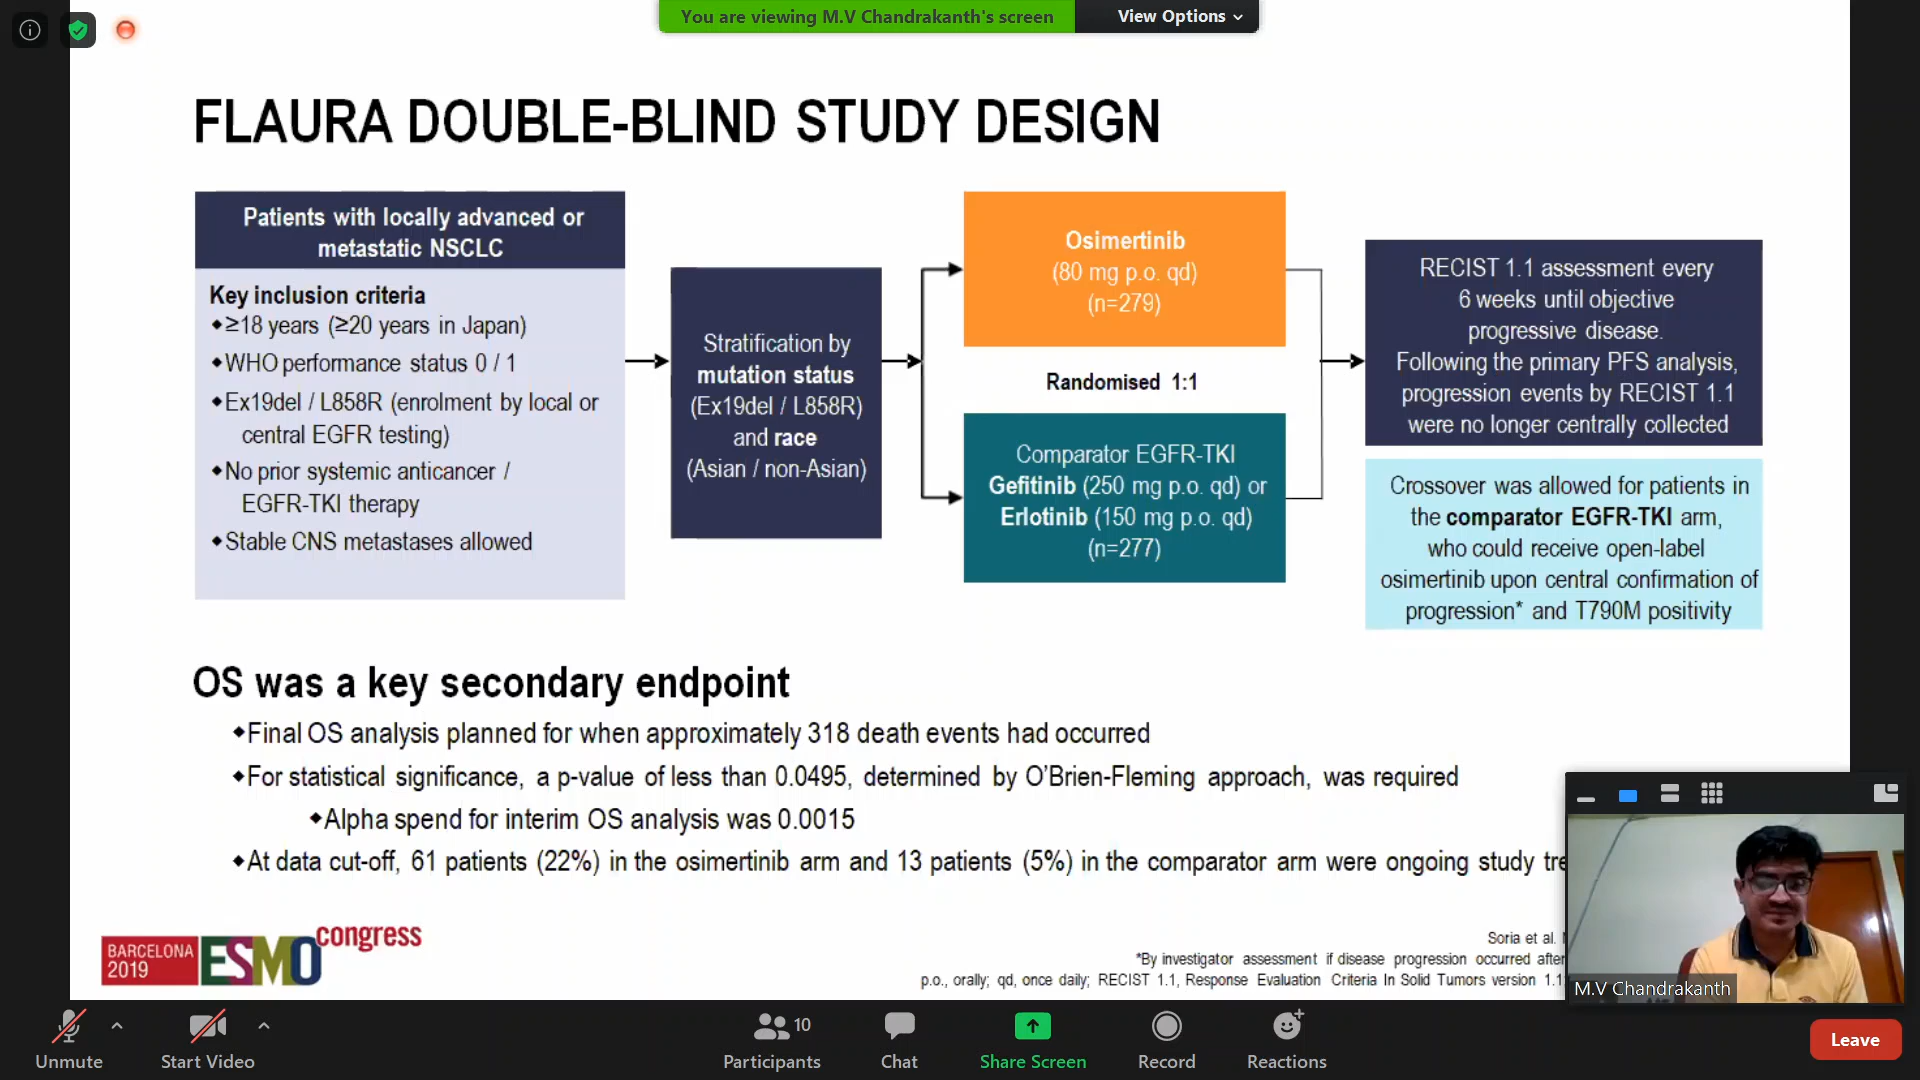 You are viewing M.V Chandrakanth's screen
View Options
FLAURA DOUBLE-BLIND STUDY DESIGN
Patients with locally advanced or
metastatic NSCLC
Key inclusion criteria
◆≥18 years (≥20 years in Japan)
◆WHO performance status 0 / 1
◆Ex19del / L858R (enrolment by local or
central EGFR testing)
◆No prior systemic anticancer /
EGFR-TKI therapy
◆Stable CNS metastases allowed
Stratification by
mutation status
(Ex19del / L858R)
and race
(Asian / non-Asian)
Osimertinib
(80 mg p.o. qd)
(n=279)
Randomised 1:1
Comparator EGFR-TKI
Gefitinib (250 mg p.o. qd) or
Erlotinib (150 mg p.o. qd)
(n=277)
RECIST 1.1 assessment every
6 weeks until objective
progressive disease.
Following the primary PFS analysis,
progression events by RECIST 1.1
were no longer centrally collected
Crossover was allowed for patients in
the comparator EGFR-TKI arm,
who could receive open-label
osimertinib upon central confirmation of
progression* and T790M positivity
OS was a key secondary endpoint
◆Final OS analysis planned for when approximately 318 death events had occurred
◆For statistical significance, a p-value of less than 0.0495, determined by O'Brien-Fleming approach, was required
◆Alpha spend for interim OS analysis was 0.0015
◆At data cut-off, 61 patients (22%) in the osimertinib arm and 13 patients (5%) in the comparator arm were ongoing study
BARCELONA
2019
ESMO congress
Soria et al.
*By investigator assessment if disease progression occurred after
p.o., orally; qd, once daily; RECIST 1.1, Response Evaluation Criteria In Solid Tumors version 1.1
M.V Chandrakanth
Unmute
Start Video
10
Participants
Chat
Share Screen
Record
Reactions
Leave